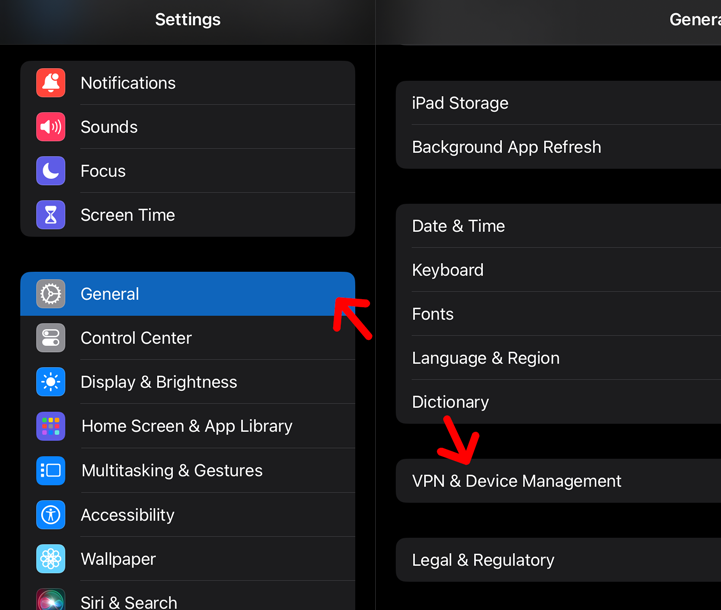 Settings
Notifications
Sounds
Focus
Screen Time
General
Control Center
Display & Brightness
Home Screen & App Library
Multitasking & Gestures
Accessibility
Wallpaper
Siri & Search
Genera
iPad Storage
Background App Refresh
Date & Time
Keyboard
Fonts
Language & Region
Dictionary
VPN & Device Management
Legal & Regulatory